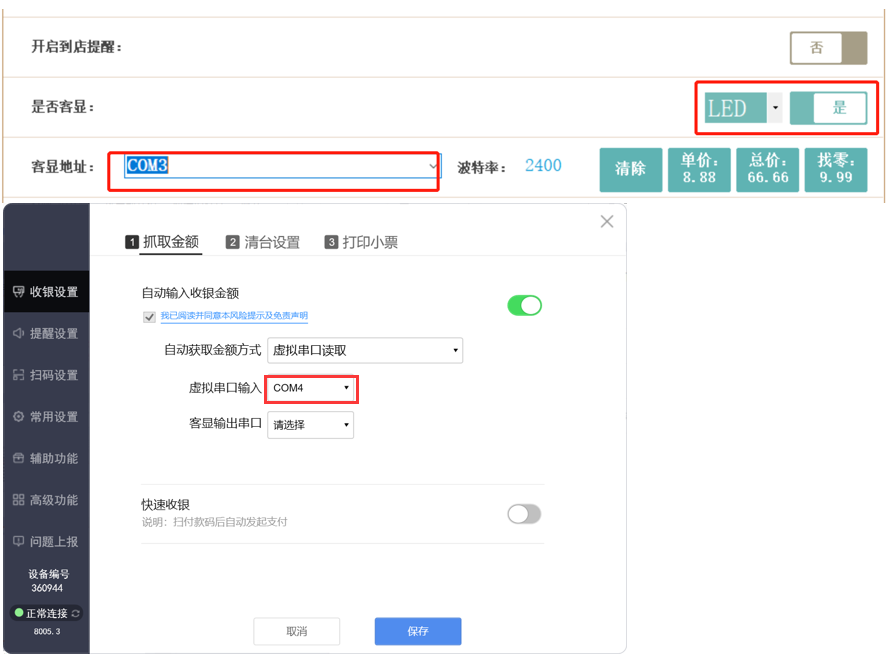 开启到店提醒：
否
是否客显：
LED
是
客显地址：
COM3
波特率：
2400
清除
单价：
8.88
总价：
66.66
找零：
9.99
1 抓取金额
2 清台设置
3 打印小票
收银设置
提醒设置
扫码设置
常用设置
辅助功能
高级功能
问题上报
设备编号
360944
正常连接
8005.3
自动输入收银金额
我已阅读并同意本风险提示及免责声明
自动获取金额方式
虚拟串口读取
虚拟串口输入
COM4
客显输出串口
请选择
快速收银
说明：扫付款码后自动发起支付
取消
保存